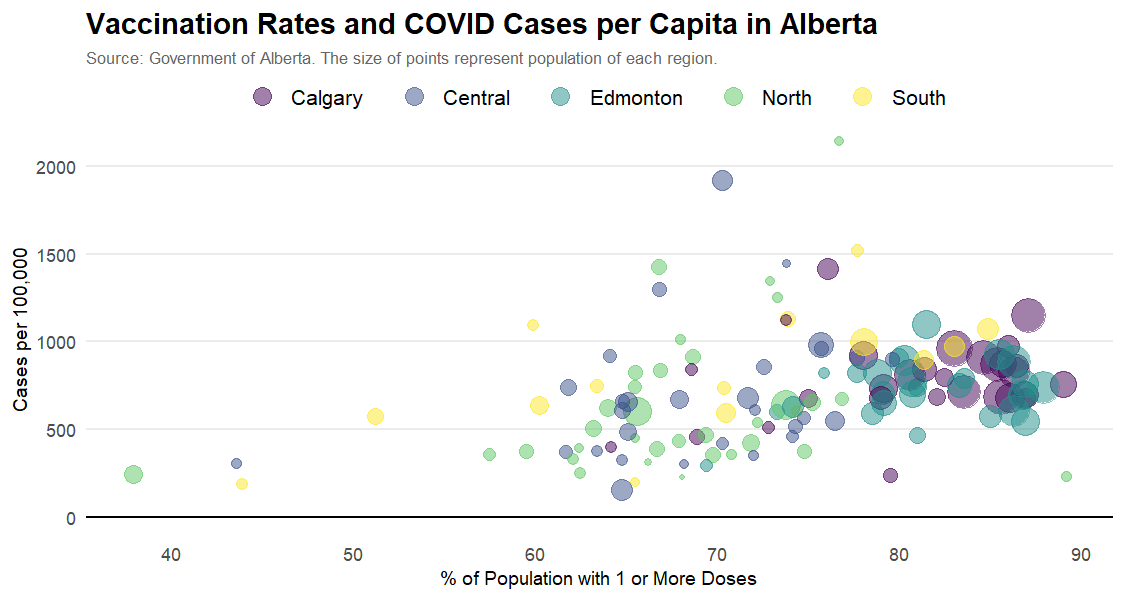 Vaccination Rates and COVID Cases per Capita in Alberta
Source: Government of Alberta. The size of points represent population of each region.
Calgary Central Edmonton North South
Cases per 100,000
2000
1500
1000
500
0
40 50 60 70 80 90
% of Population with 1 or More Doses